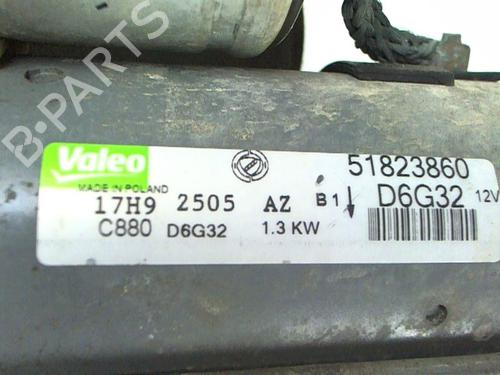 B-PARTS
Valeo
51823860
MADE IN POLAND
17H9 2505 AZ B1 D6G32 12V
C880 D6G32 1.3 KW